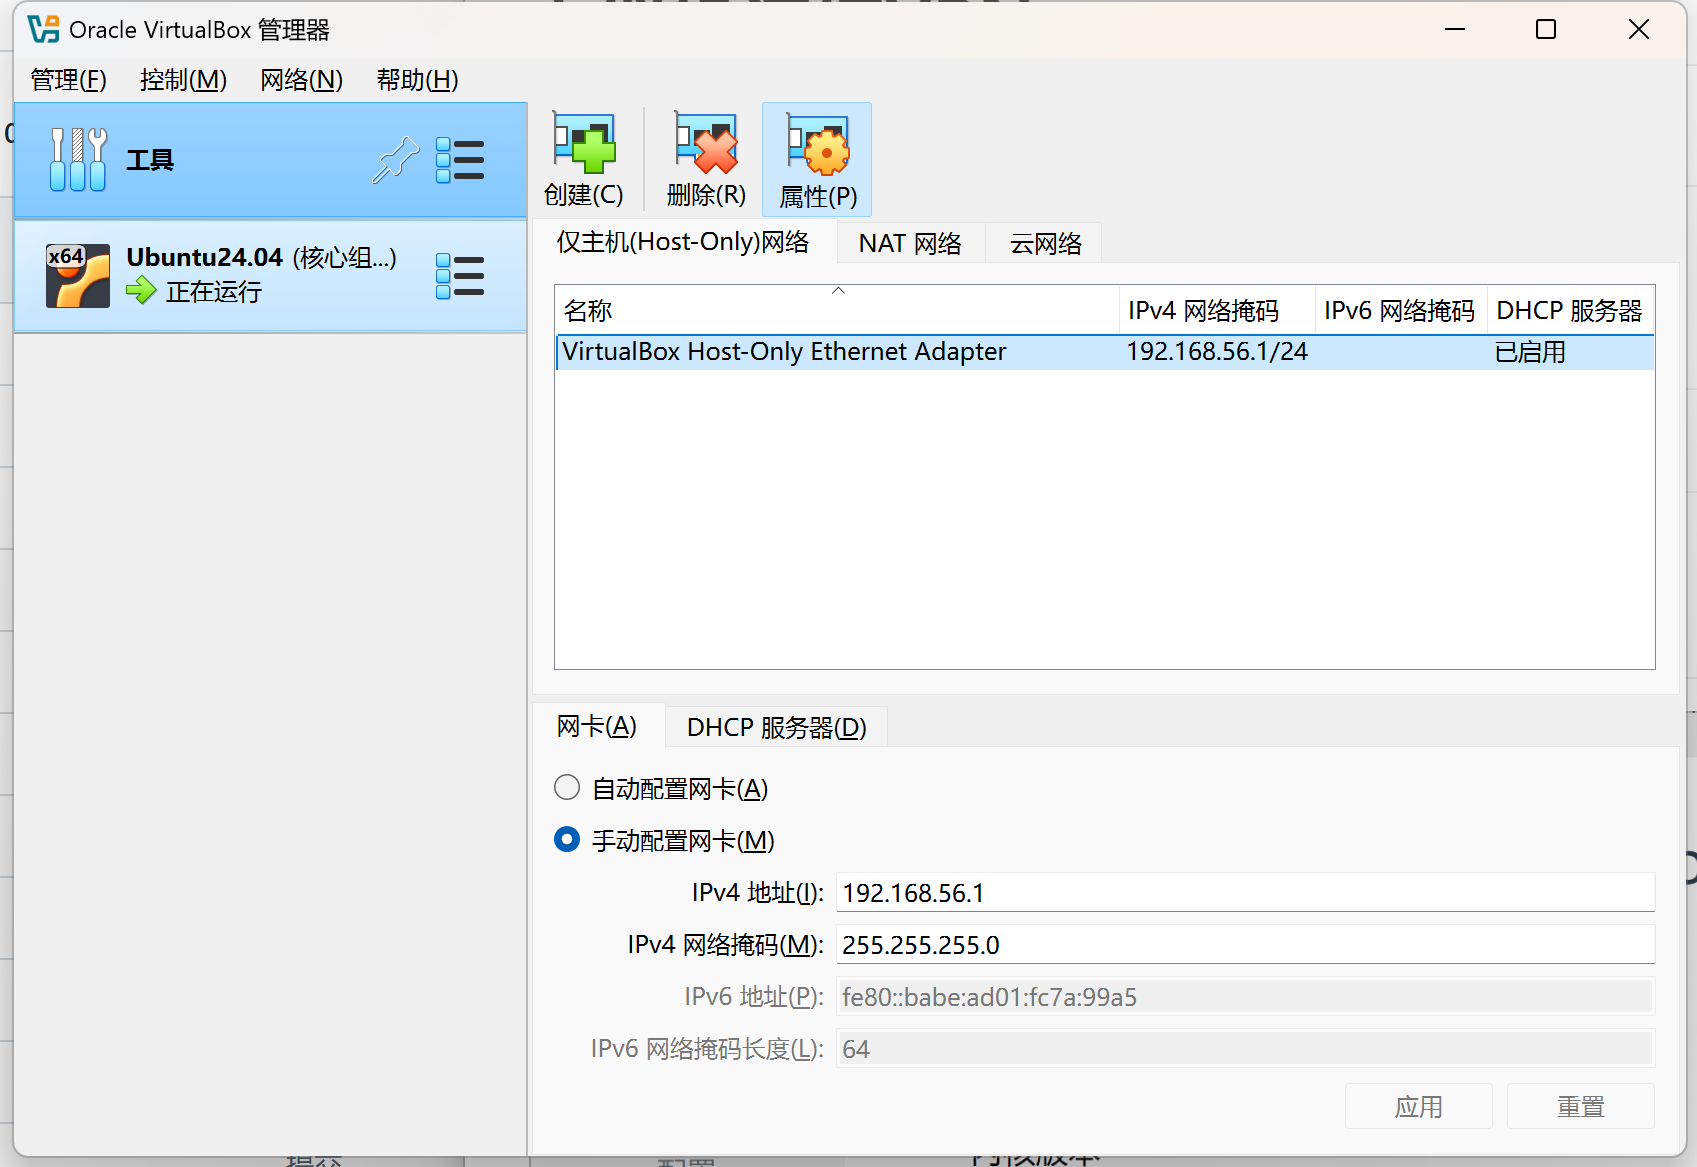 Oracle VirtualBox 管理器
管理(F) 控制(M) 网络(N) 帮助(H)
工具
x64
Ubuntu24.04 (核心组...)
正在运行
创建(C) 删除(R) 属性(P)
仅主机(Host-Only)网络 NAT 网络 云网络
名称 IPv4 网络掩码 IPv6 网络掩码 DHCP 服务器
VirtualBox Host-Only Ethernet Adapter 192.168.56.1/24 已启用
网卡(A) DHCP 服务器(D)
自动配置网卡(A)
手动配置网卡(M)
IPv4 地址(I): 192.168.56.1
IPv4 网络掩码(M): 255.255.255.0
IPv6 地址(P): fe80::babe:ad01:fc7a:99a5
IPv6 网络掩码长度(L): 64
应用 重置